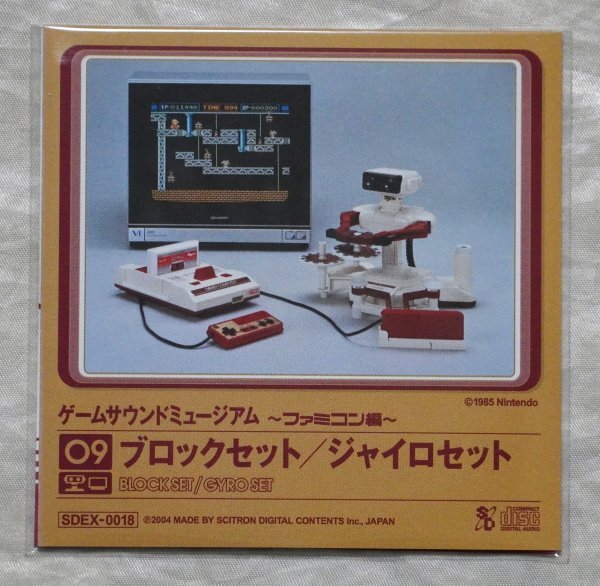 1P-011440 TIME 894 2P-000300
©1985 Nintendo
ゲームサウンドミュージアム ～ファミコン編～
09 ブロックセット／ジャイロセット
BLOCK SET/GYRO SET
SDEX-0018 ℗2004 MADE BY SCITRON DIGITAL CONTENTS Inc., JAPAN
SD COMPACT disc DIGITAL AUDIO